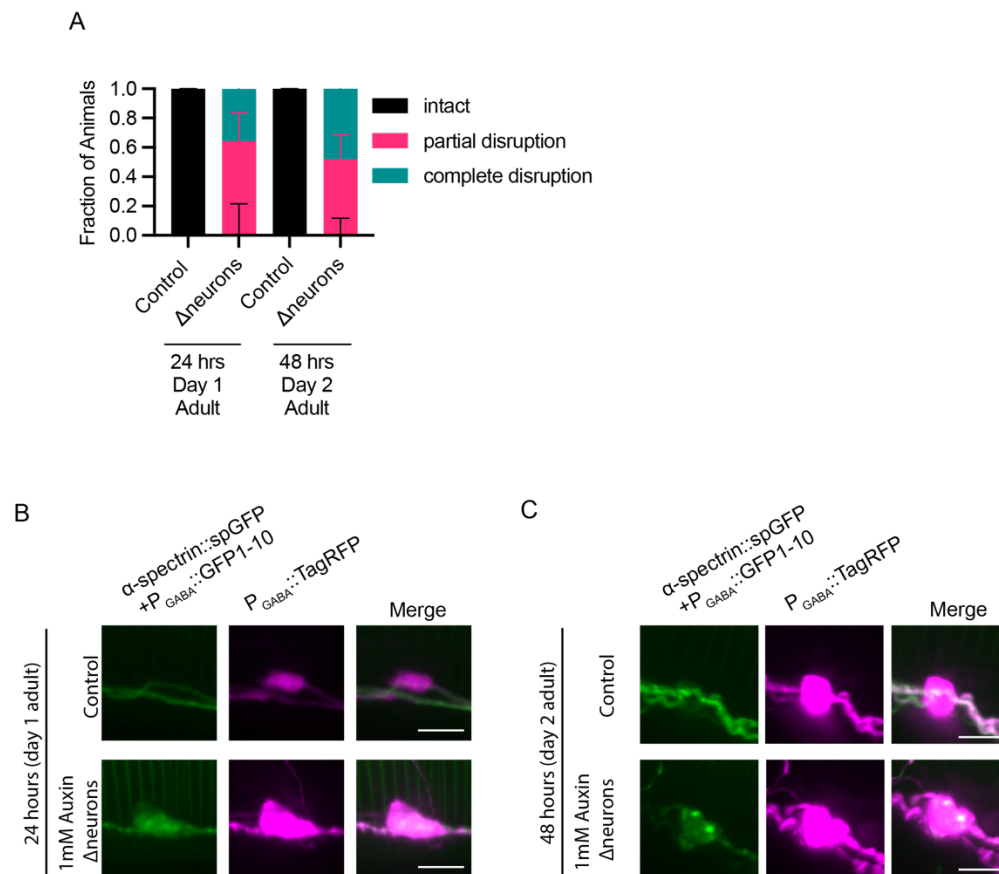 A
1.0
0.8
0.6
0.4
0.2
0.0
Fraction of Animals
intact
partial disruption
complete disruption
Control
Δneurons
Control
Δneurons
24 hrs
Day 1
Adult
48 hrs
Day 2
Adult
B
α-spectrin::spGFP
+P GABA::GFP1-10
P GABA::TagRFP
Merge
24 hours (day 1 adult)
Control
1mM Auxin
Δneurons
C
α-spectrin::spGFP
+P GABA::GFP1-10
P GABA::TagRFP
Merge
48 hours (day 2 adult)
Control
1mM Auxin
Δneurons